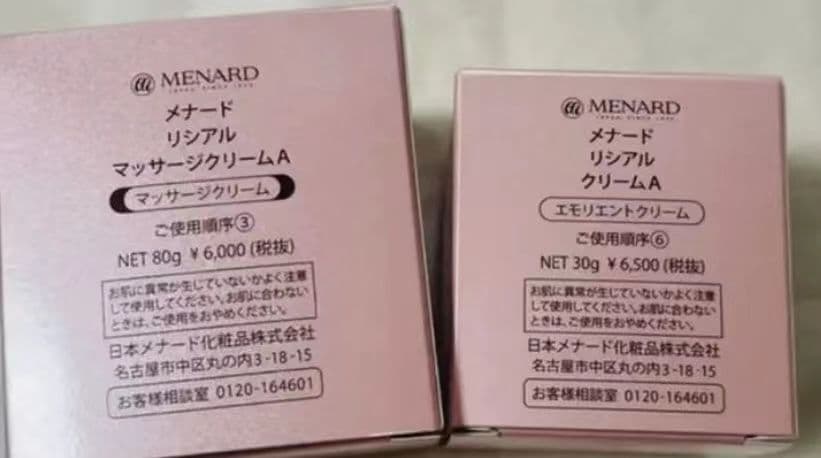 MENARD
JAPAN SINCE 1959
メナード
リシアル
マッサージクリームA
マッサージクリーム
ご使用順序③
NET 80g ¥6,000 (税抜)
お肌に異常が生じていないかよく注意
して使用してください。お肌に合わない
ときは、ご使用をおやめください。
日本メナード化粧品株式会社
名古屋市中区丸の内3-18-15
お客様相談室 0120-164601
MENARD
JAPAN SINCE 1959
メナード
リシアル
クリームA
エモリエントクリーム
ご使用順序⑥
NET 30g ¥6,500 (税抜)
お肌に異常が生じていないかよく注意
して使用してください。お肌に合わない
ときは、ご使用をおやめください。
日本メナード化粧品株式会社
名古屋市中区丸の内3-18-15
お客様相談室 0120-164601